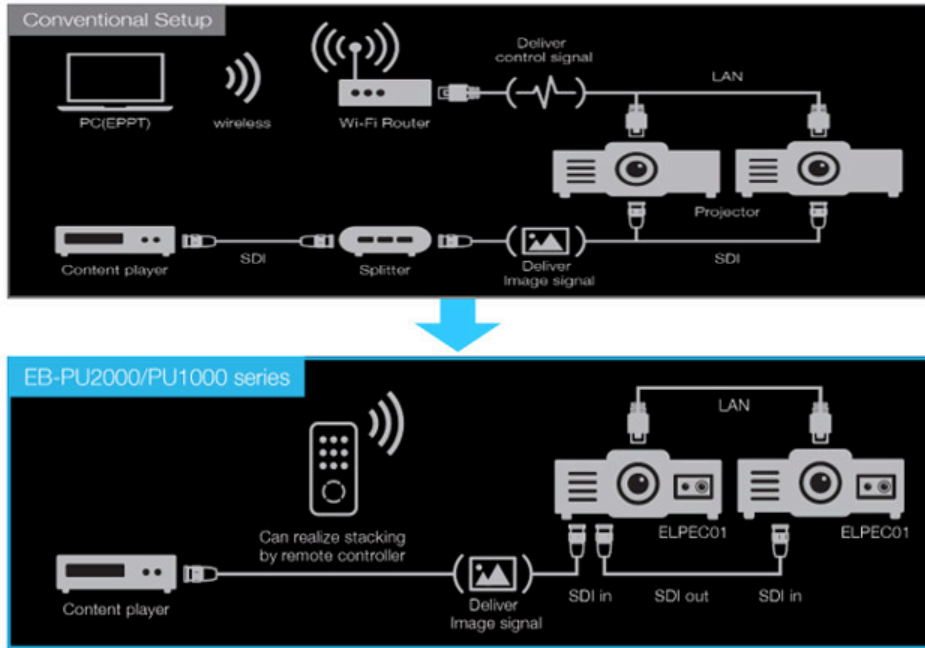 Conventional Setup
Deliver
control signal
LAN
PC(EPPT)
wireless
Wi-Fi Router
Projector
SDI
Content player
Splitter
Deliver
Image signal
SDI
EB-PU2000/PU1000 series
LAN
Can realize stacking
by remote controller
ELPEC01
ELPEC01
Content player
Deliver
Image signal
SDI in
SDI out
SDI in